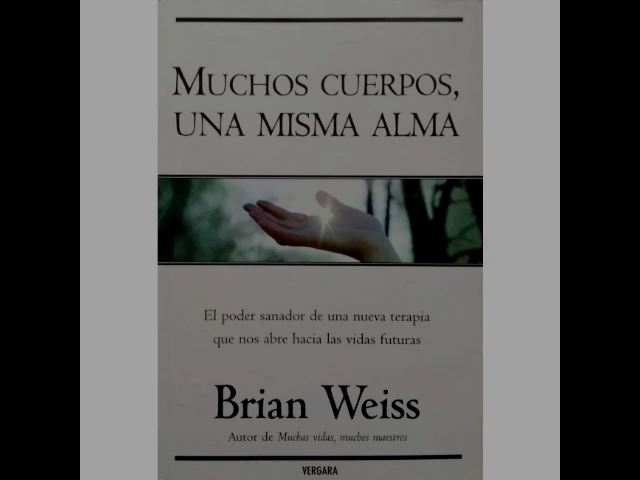 MUCHOS CUERPOS,
UNA MISMA ALMA
El poder sanador de una nueva terapia
que nos abre hacia las vidas futuras
Brian Weiss
Autor de Muchas vidas, muchos maestros
VERGARA